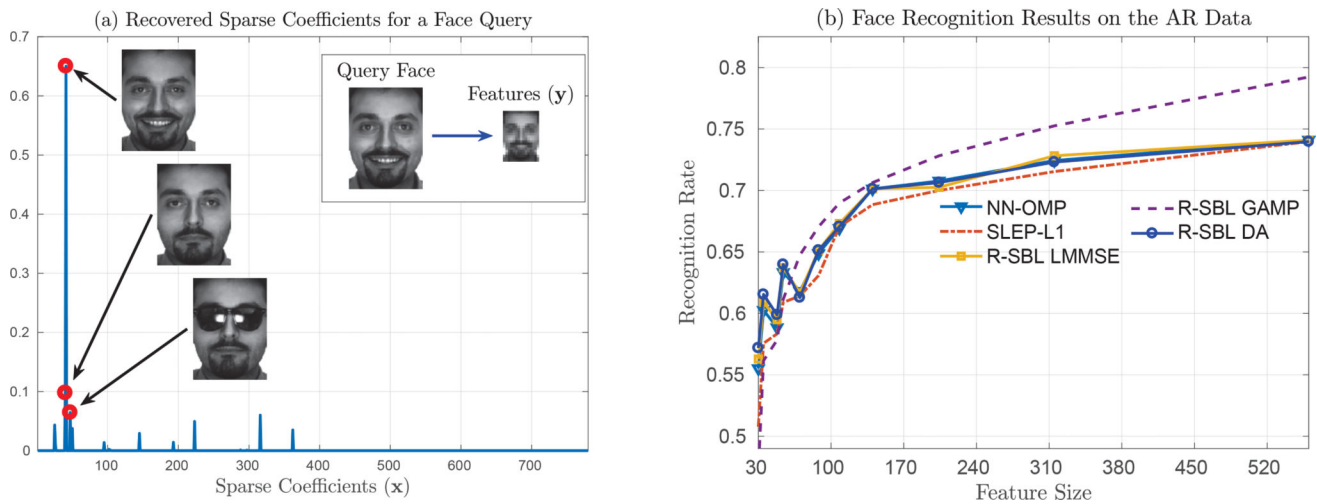 (a) Recovered Sparse Coefficients for a Face Query
0.7
0.6
0.5
0.4
0.3
0.2
0.1
0
100 200 300 400 500 600 700
Sparse Coefficients (x)
Query Face
Features (y)
(b) Face Recognition Results on the AR Data
Recognition Rate
0.8
0.75
0.7
0.65
0.6
0.55
0.5
NN-OMP
SLEP-L1
R-SBL LMMSE
R-SBL GAMP
R-SBL DA
30 100 170 240 310 380 450 520
Feature Size